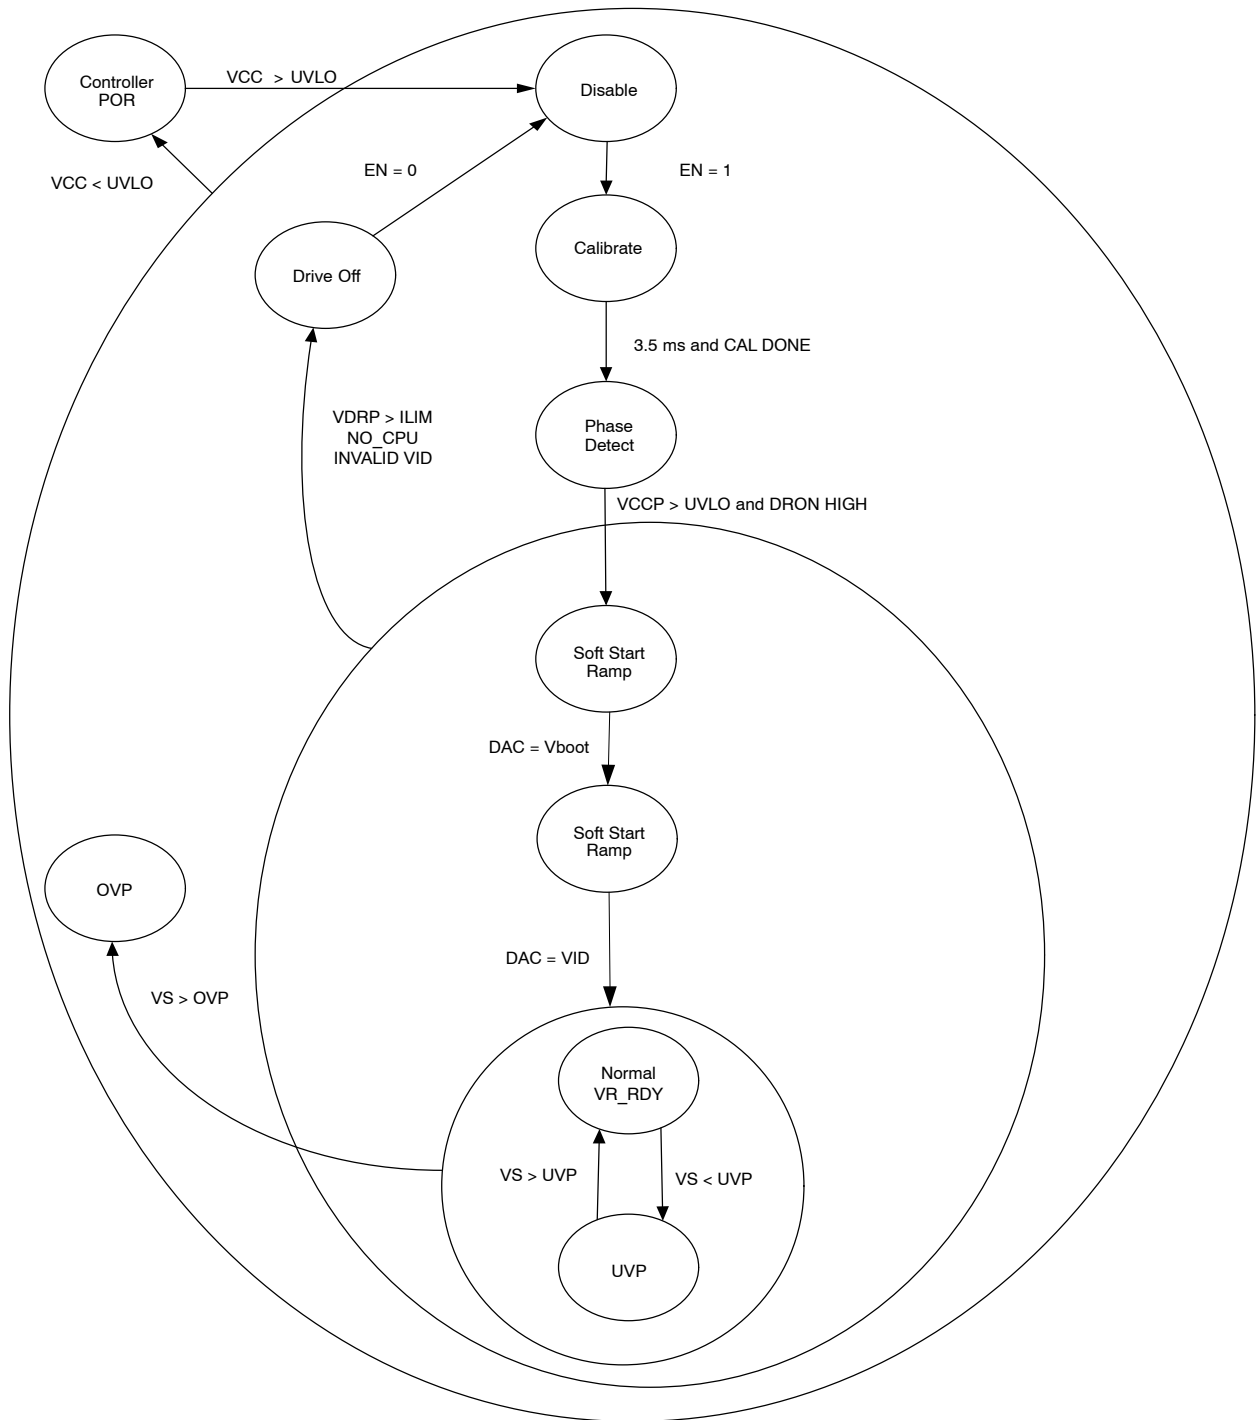 Controller
POR
VCC > UVLO
Disable
VCC < UVLO
EN = 0
EN = 1
Drive Off
Calibrate
3.5 ms and CAL DONE
VDRP > ILIM
NO_CPU
INVALID VID
Phase
Detect
VCCP > UVLO and DRON HIGH
Soft Start
Ramp
DAC = Vboot
Soft Start
Ramp
OVP
DAC = VID
VS > OVP
Normal
VR_RDY
VS > UVP
VS < UVP
UVP